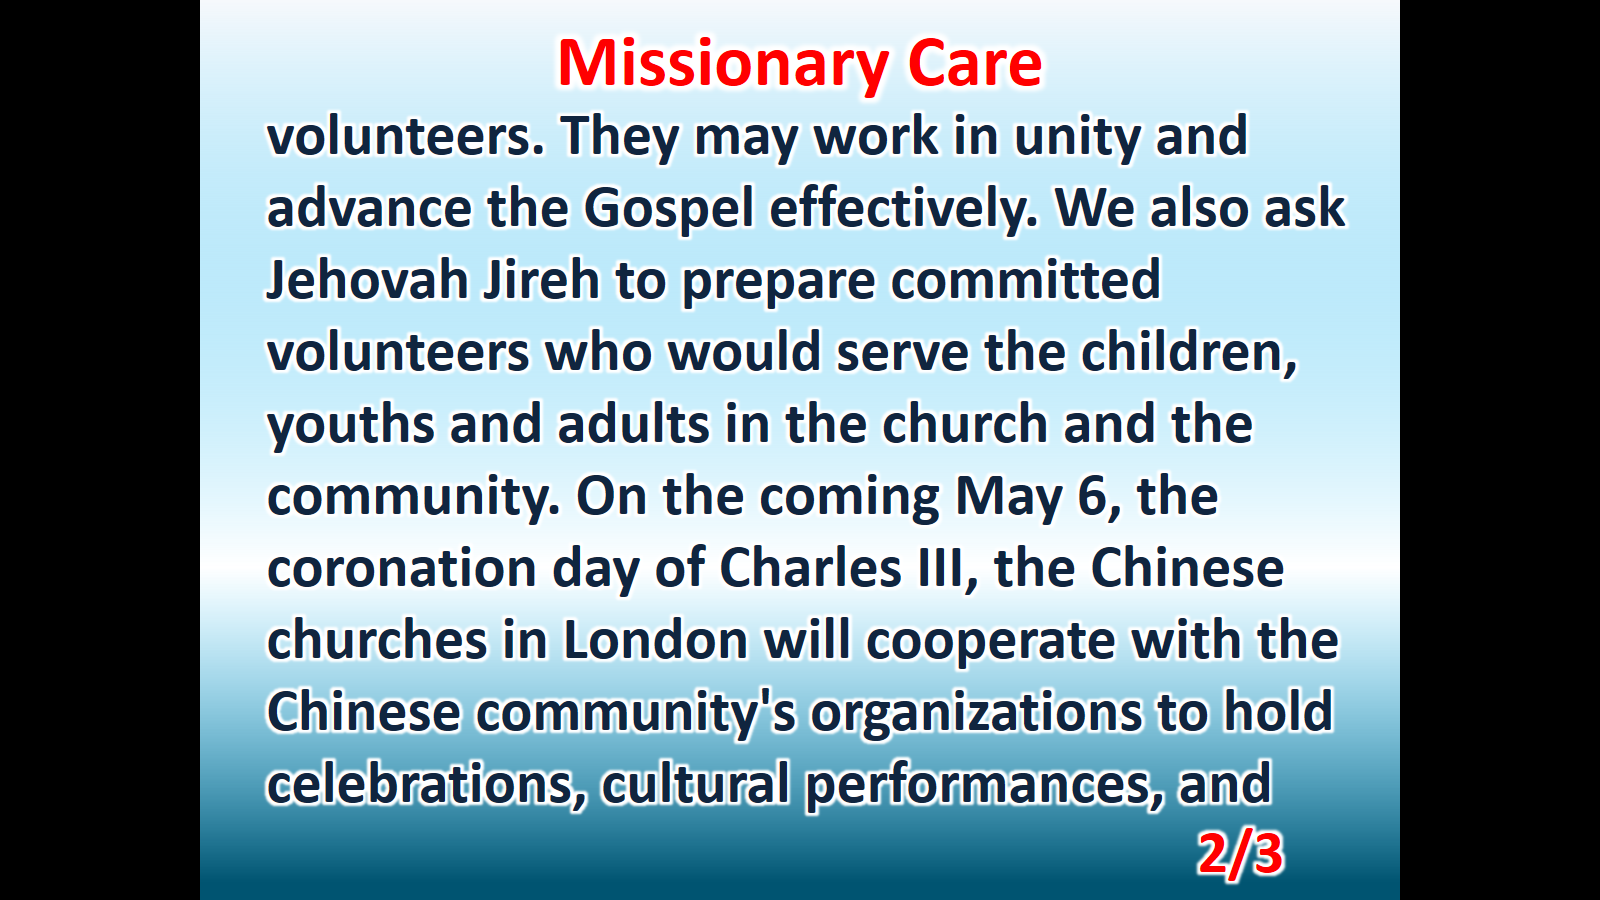 Missionary Care
volunteers. They may work in unity and
advance the Gospel effectively. We also ask
Jehovah Jireh to prepare committed
volunteers who would serve the children,
youths and adults in the church and the
community. On the coming May 6, the
coronation day of Charles III, the Chinese
churches in London will cooperate with the
Chinese community's organizations to hold
celebrations, cultural performances, and
2/3